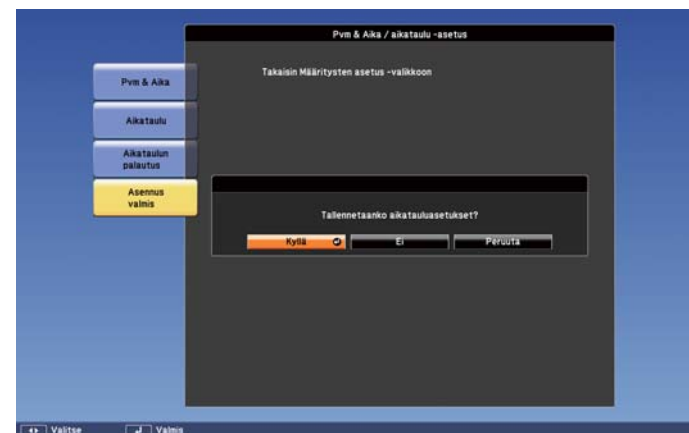 Pvm & Aika / aikataulu -asetus
Takaisin Määritysten asetus -valikkoon
Pvm & Aika
Aikataulu
Aikataulun
palautus
Asennus
valmis
Tallennetaanko aikatauluasetukset?
Kyllä
Ei
Peruuta
Valitse
Valmis